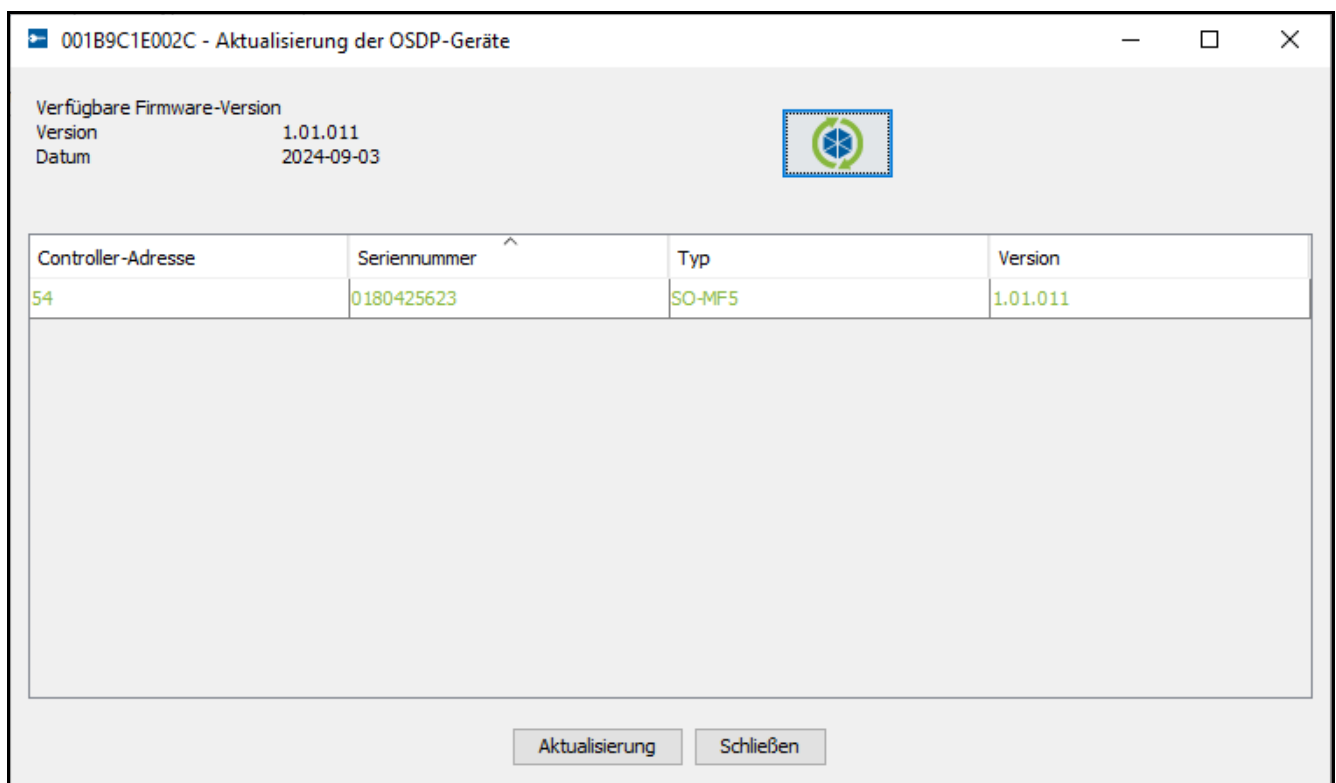 001B9C1E002C - Aktualisierung der OSDP-Geräte
Verfügbare Firmware-Version
Version 1.01.011
Datum 2024-09-03
Controller-Adresse Seriennummer Typ Version
54 0180425623 SO-MF5 1.01.011
Aktualisierung Schließen